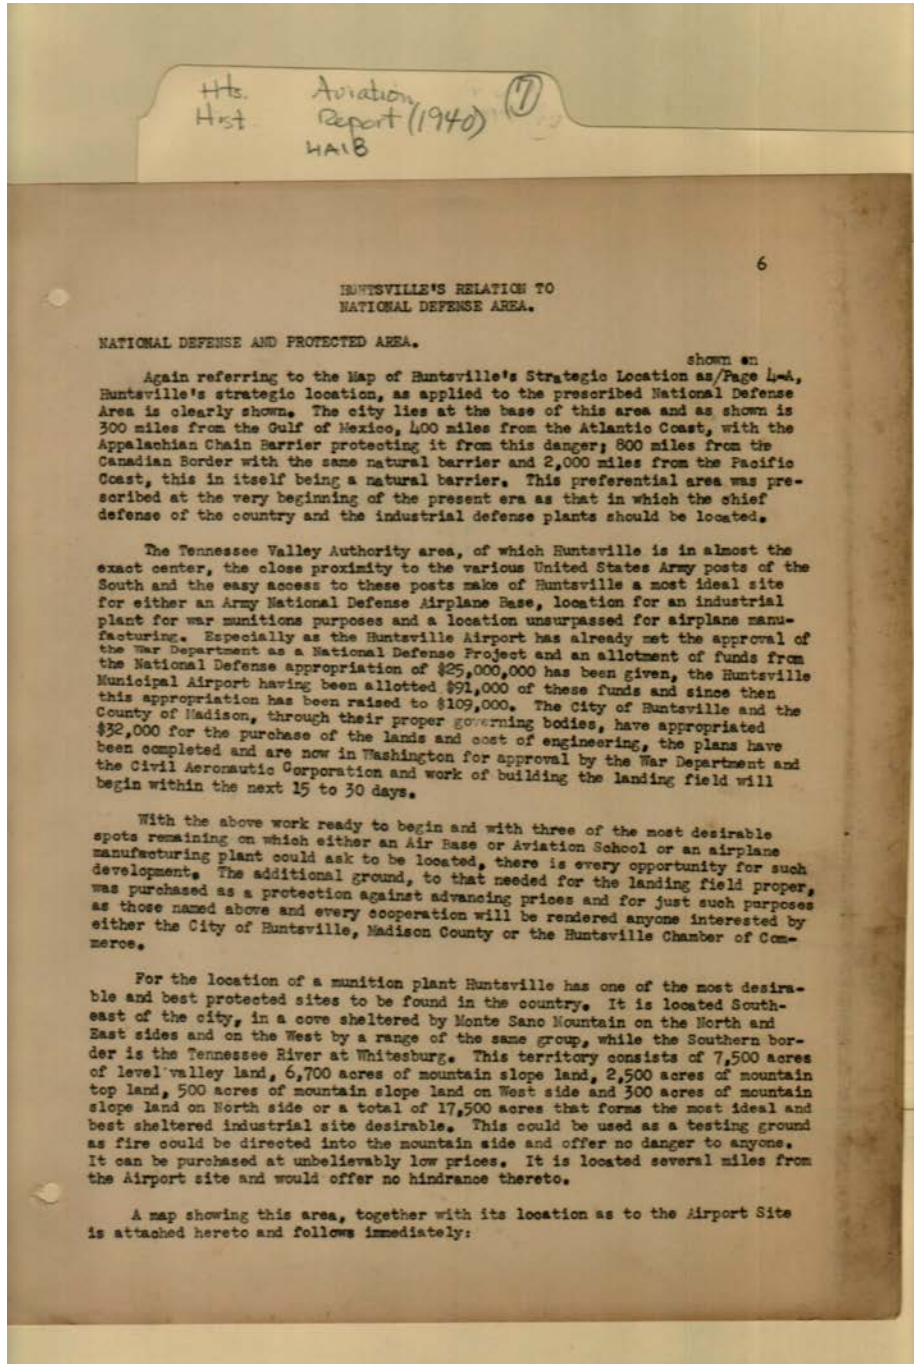 Hts. Aviation 7
Hist Report (1940)
HAIB
6
HUNTSVILLE'S RELATION TO
NATIONAL DEFENSE AREA.
NATIONAL DEFENSE AND PROTECTED AREA.
shown on
Again referring to the Map of Huntsville's Strategic Location as/Page 4-A,
Huntsville's strategic location, as applied to the prescribed National Defense
Area is clearly shown. The city lies at the base of this area and as shown is
300 miles from the Gulf of Mexico, 400 miles from the Atlantic Coast, with the
Appalachian Chain Barrier protecting it from this danger; 800 miles from the
Canadian Border with the same natural barrier and 2,000 miles from the Pacific
Coast, this in itself being a natural barrier. This preferential area was pre-
scribed at the very beginning of the present era as that in which the chief
defense of the country and the industrial defense plants should be located.
The Tennessee Valley Authority area, of which Huntsville is in almost the
exact center, the close proximity to the various United States Army posts of the
South and the easy access to these posts make of Huntsville a most ideal site
for either an Army National Defense Airplane Base, location for an industrial
plant for war munitions purposes and a location unsurpassed for airplane manu-
facturing. Especially as the Huntsville Airport has already met the approval of
the War Department as a National Defense Project and an allotment of funds from
the National Defense appropriation of $25,000,000 has been given, the Huntsville
Municipal Airport having been allotted $91,000 of these funds and since then
this appropriation has been raised to $109,000. The City of Huntsville and the
County of Madison, through their proper governing bodies, have appropriated
$32,000 for the purchase of the lands and cost of engineering, the plans have
been completed and are now in Washington for approval by the War Department and
the Civil Aeronautic Corporation and work of building the landing field will
begin within the next 15 to 30 days.
With the above work ready to begin and with three of the most desirable
spots remaining on which either an Air Base or Aviation School or an airplane
manufacturing plant could ask to be located, there is every opportunity for such
development. The additional ground, to that needed for the landing field proper,
was purchased as a protection against advancing prices and for just such purposes
as those named above and every cooperation will be rendered anyone interested by
either the City of Huntsville, Madison County or the Huntsville Chamber of Com-
merce.
For the location of a munition plant Huntsville has one of the most desira-
ble and best protected sites to be found in the country. It is located South-
east of the city, in a cove sheltered by Monte Sano Mountain on the North and
East sides and on the West by a range of the same group, while the Southern bor-
der is the Tennessee River at Whitesburg. This territory consists of 7,500 acres
of level valley land, 6,700 acres of mountain slope land, 2,500 acres of mountain
top land, 500 acres of mountain slope land on West side and 300 acres of mountain
slope land on North side or a total of 17,500 acres that forms the most ideal and
best sheltered industrial site desirable. This could be used as a testing ground
as fire could be directed into the mountain side and offer no danger to anyone.
It can be purchased at unbelievably low prices. It is located several miles from
the Airport site and would offer no hindrance thereto.
A map showing this area, together with its location as to the Airport Site
is attached hereto and follows immediately: